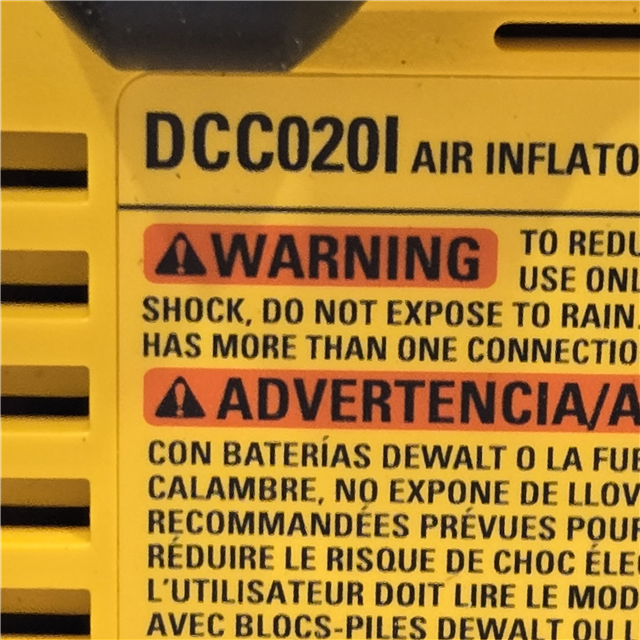 DCC020I AIR INFLATO
WARNING TO REDU
USE ONL
SHOCK, DO NOT EXPOSE TO RAIN.
HAS MORE THAN ONE CONNECTIO
ADVERTENCIA/A
CON BATERÍAS DEWALT O LA FUE
CALAMBRE, NO EXPONE DE LLOV
RECOMMANDÉES PRÉVUES POUR
RÉDUIRE LE RISQUE DE CHOC ÉLEC
L'UTILISATEUR DOIT LIRE LE MOD
AVEC BLOCS-PILES DEWALT OU L